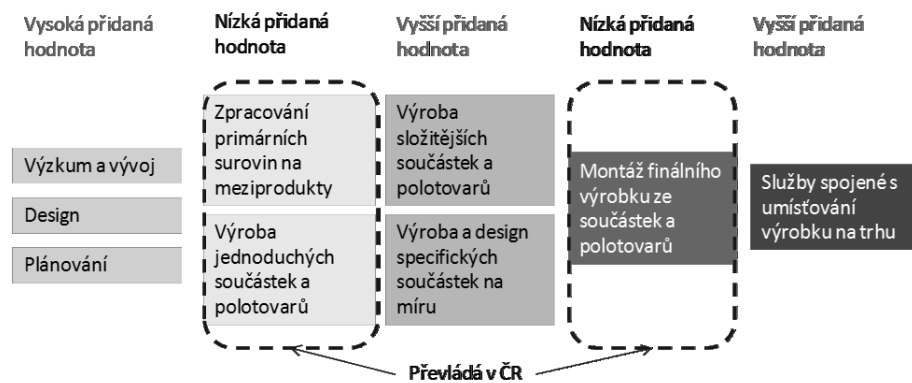 Vysoká přidaná
hodnota
Nízká přidaná
hodnota
Vyšší přidaná
hodnota
Nízká přidaná
hodnota
Vyšší přidaná
hodnota
Výzkum a vývoj
Design
Plánování
Zpracování
primárních
surovin na
meziprodukty
Výroba
jednoduchých
součástek a
polotovarů
Výroba
složitějších
součástek a
polotovarů
Výroba a design
specifických
součástek na
míru
Montáž finálního
výrobku ze
součástek a
polotovarů
Služby spojené s
umísťování
výrobku na trhu
Převládá v ČR